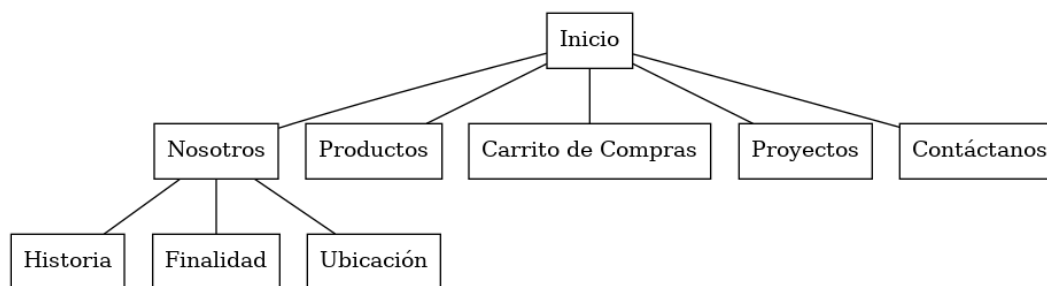 Inicio
Nosotros
Productos
Carrito de Compras
Proyectos
Contáctanos
Historia
Finalidad
Ubicación